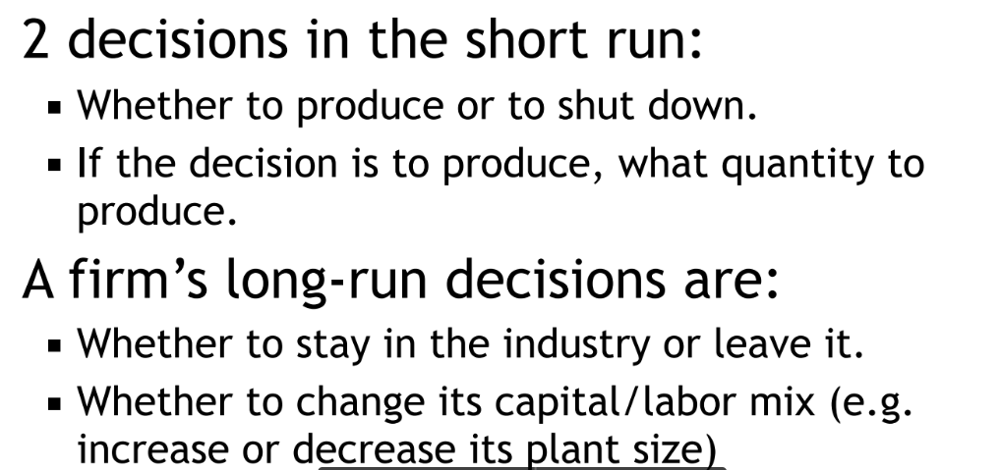 2 decisions in the short run:
▪ Whether to produce or to shut down.
▪ If the decision is to produce, what quantity to
produce.
A firm’s long-run decisions are:
▪ Whether to stay in the industry or leave it.
▪ Whether to change its capital/labor mix (e.g.
increase or decrease its plant size)